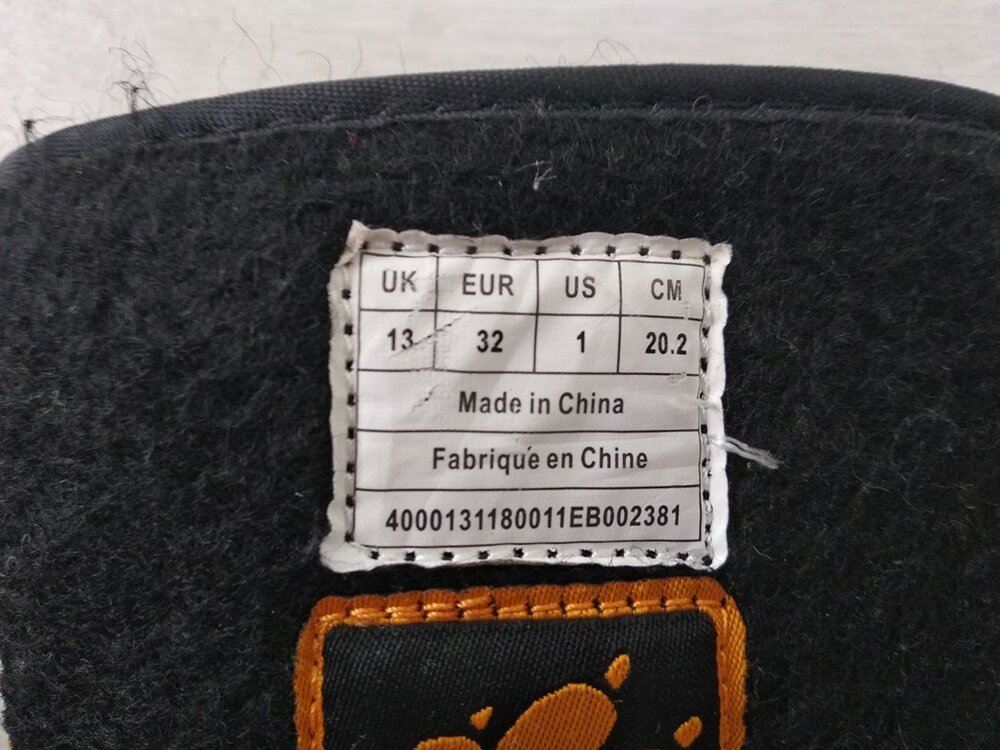 UK EUR US CM
13 32 1 20.2
Made in China
Fabriqué en Chine
4000131180011EB002381